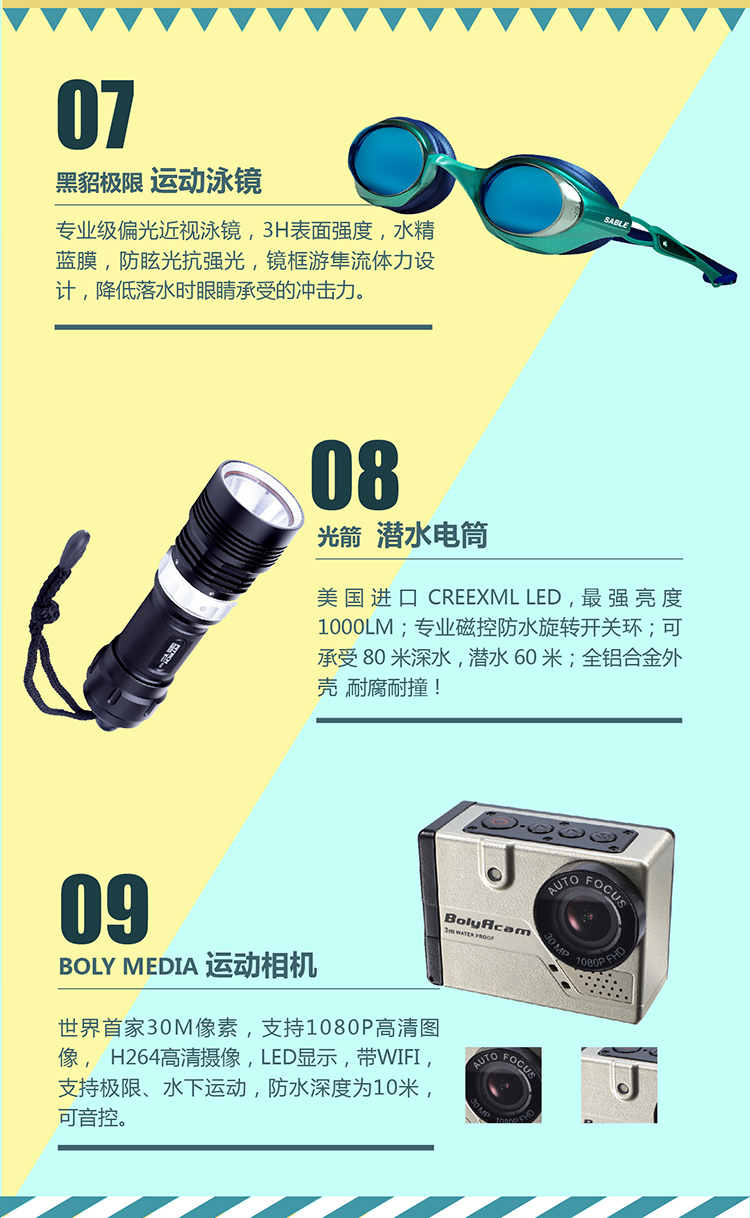 07
黑貂极限 运动泳镜
SABLE
专业级偏光近视泳镜，3H表面强度，水精
蓝膜，防眩光抗强光，镜框游隼流体力设
计，降低落水时眼睛承受的冲击力。
08
光箭 潜水电筒
美国进口 CREEXML LED , 最强亮度
1000LM；专业磁控防水旋转开关环；可
承受 80 米深水，潜水 60 米；全铝合金外
壳 ,耐腐耐撞！
09
BOLY MEDIA 运动相机
AUTO FOCUS
BolyAcam
3m WATER PROOF
30 MP 1080P FHD
世界首家30M像素，支持1080P高清图
像， H264高清摄像，LED显示，带WIFI，
支持极限、水下运动，防水深度为10米，
可音控。
AUTO FOCUS
30 MP 1080P FHD